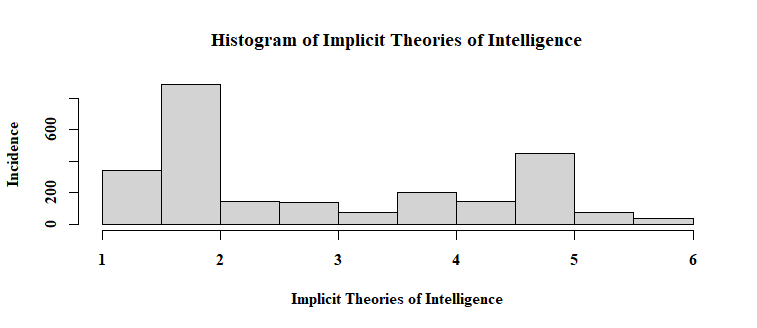 Histogram of Implicit Theories of Intelligence
Incidence
600
200
0
1 2 3 4 5 6
Implicit Theories of Intelligence